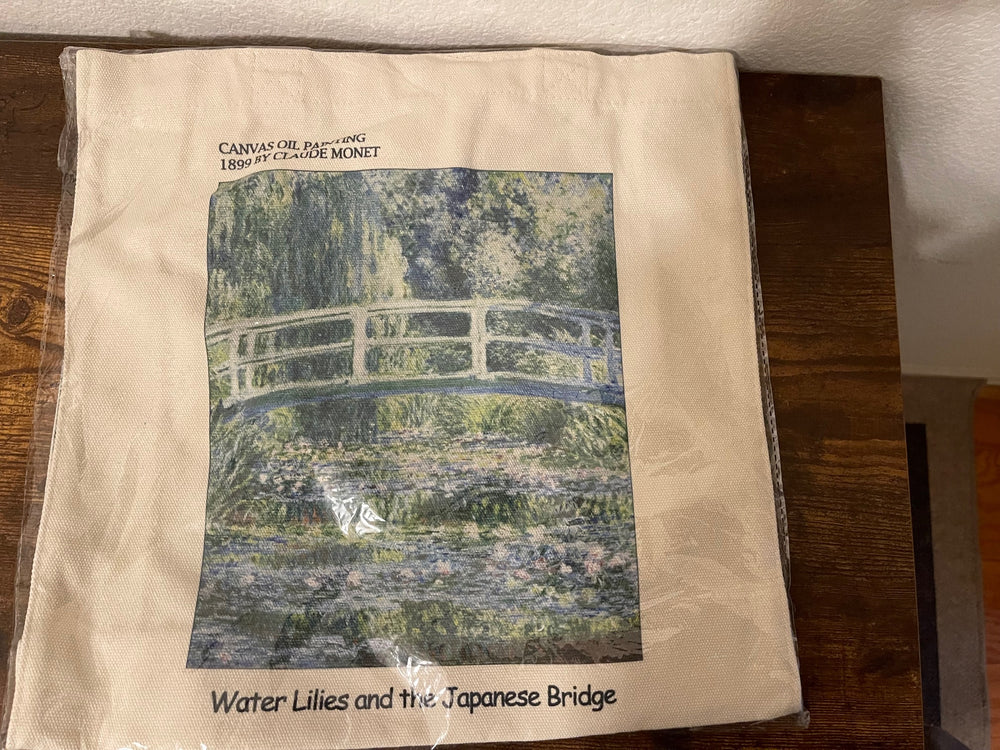 CANVAS OIL PAINTING
1899 BY CLAUDE MONET
Water Lilies and the Japanese Bridge